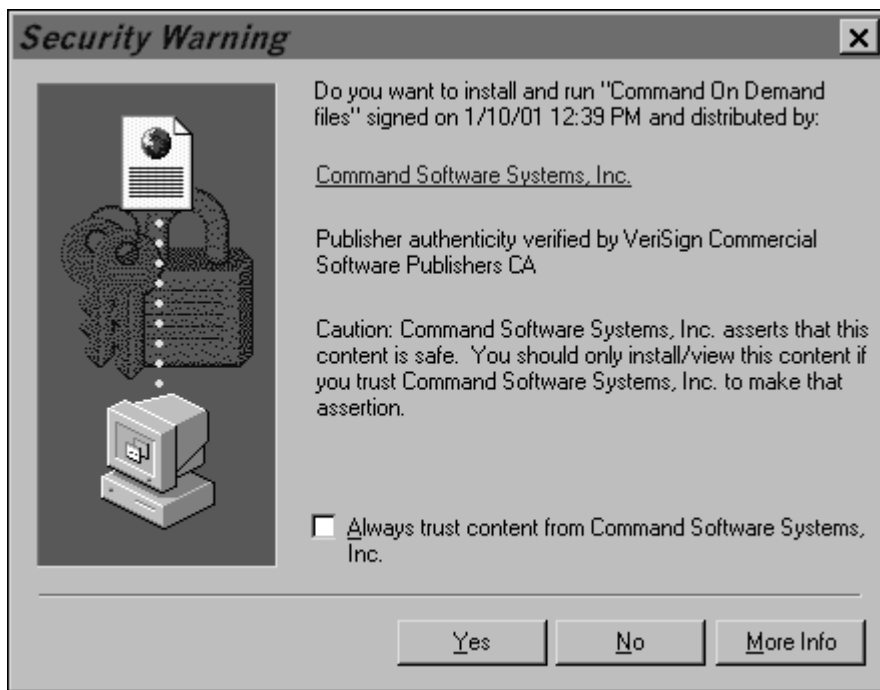 Security Warning
Do you want to install and run "Command On Demand
files" signed on 1/10/01 12:39 PM and distributed by:
Command Software Systems, Inc.
Publisher authenticity verified by VeriSign Commercial
Software Publishers CA
Caution: Command Software Systems, Inc. asserts that this
content is safe.  You should only install/view this content if
you trust Command Software Systems, Inc. to make that
assertion.
Always trust content from Command Software Systems,
Inc.
Yes No More Info